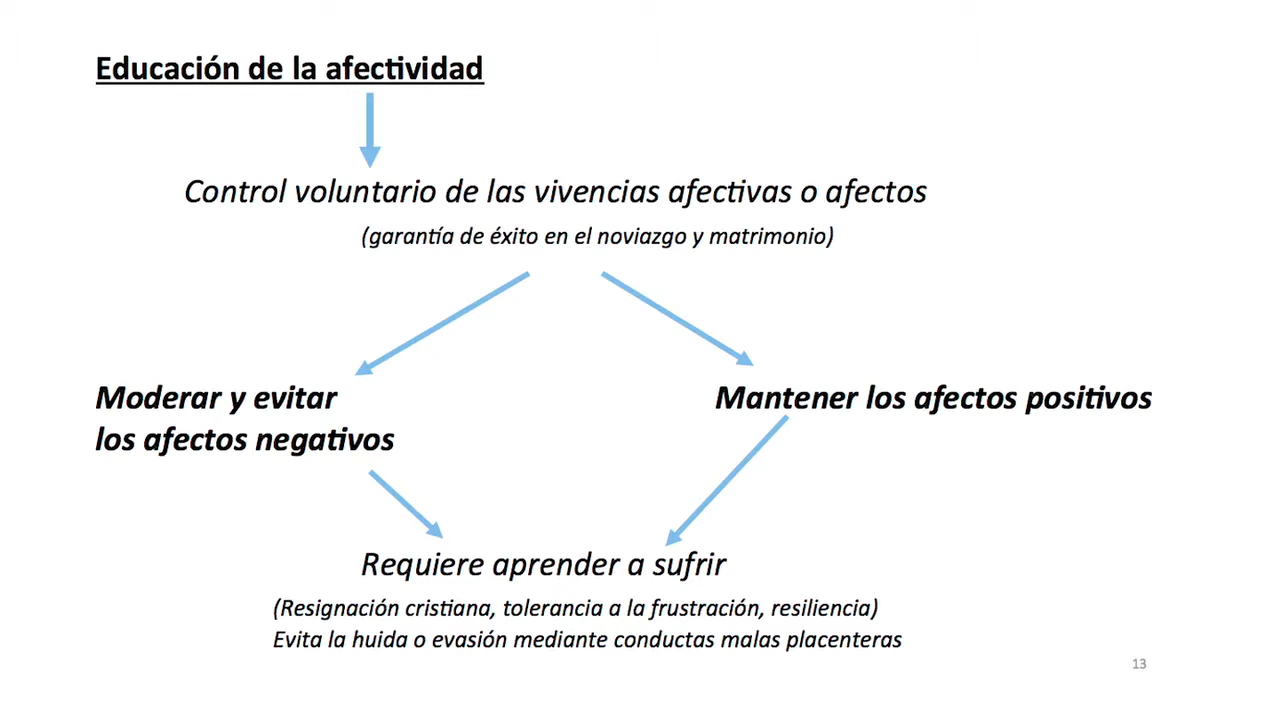 Educación de la afectividad
Control voluntario de las vivencias afectivas o afectos
(garantía de éxito en el noviazgo y matrimonio)
Moderar y evitar
los afectos negativos
Mantener los afectos positivos
Requiere aprender a sufrir
(Resignación cristiana, tolerancia a la frustración, resiliencia)
Evita la huida o evasión mediante conductas malas placenteras
13